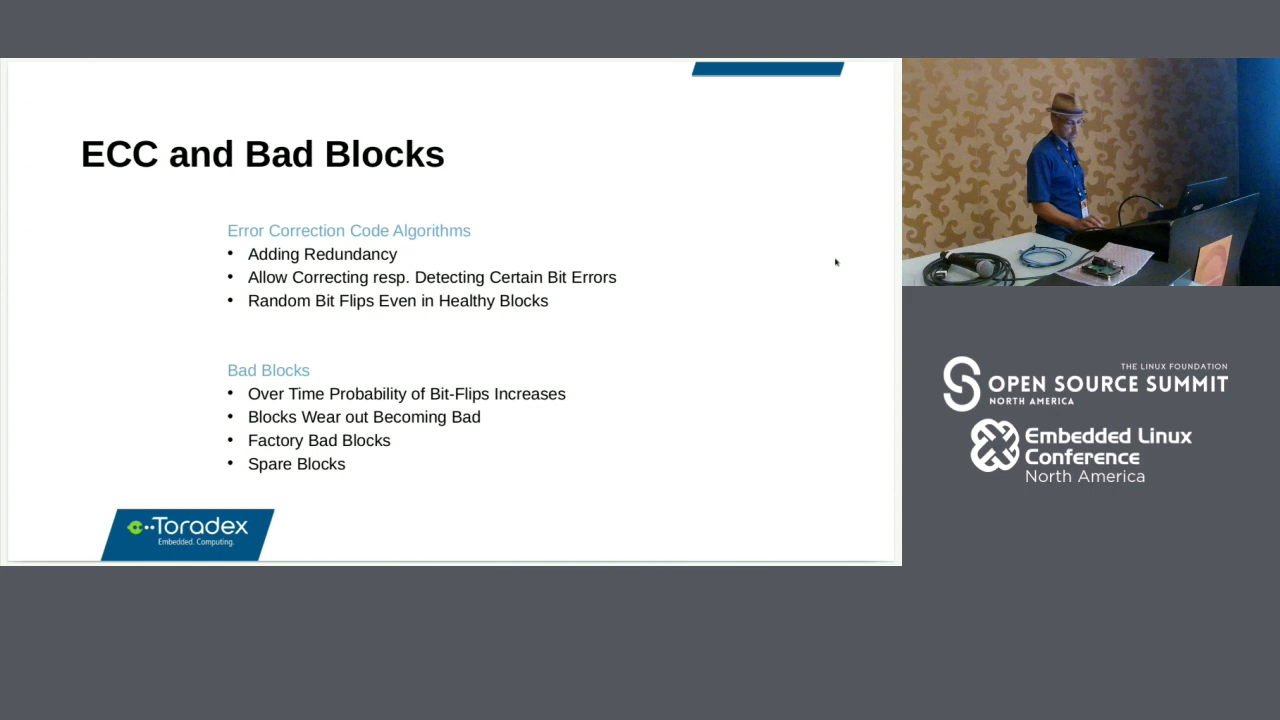 ECC and Bad Blocks
Error Correction Code Algorithms
• Adding Redundancy
• Allow Correcting resp. Detecting Certain Bit Errors
• Random Bit Flips Even in Healthy Blocks
Bad Blocks
• Over Time Probability of Bit-Flips Increases
• Blocks Wear out Becoming Bad
• Factory Bad Blocks
• Spare Blocks
Toradex
Embedded. Computing.
THE LINUX FOUNDATION
OPEN SOURCE SUMMIT
NORTH AMERICA
Embedded Linux
Conference
North America